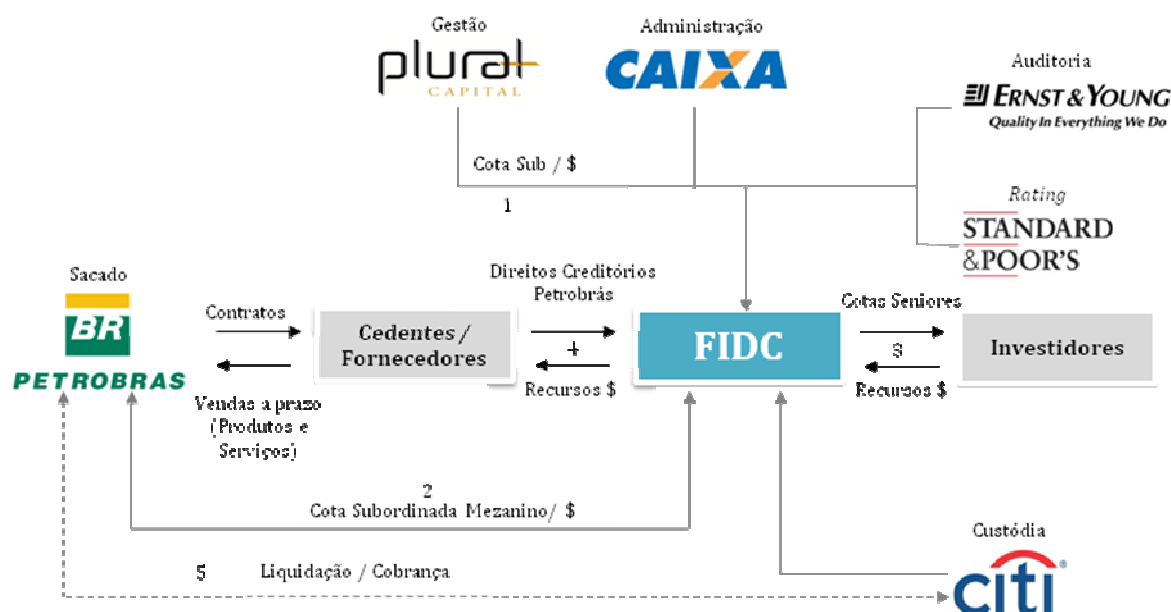 Gestão
plural
CAPITAL
Administração
CAIXA
Auditoria
ERNST & YOUNG
Quality In Everything We Do
Cota Sub / $
1
Rating
STANDARD
&POOR'S
Sacado
BR
PETROBRAS
Contratos
Vendas a prazo
(Produtos e
Serviços)
Cedentes /
Fornecedores
Direitos Creditórios
Petrobrás
4
Recursos $
FIDC
Cotas Seniores
3
Recursos $
Investidores
2
Cota Subordinada Mezanino/ $
5
Liquidação / Cobrança
Custódia
citi®